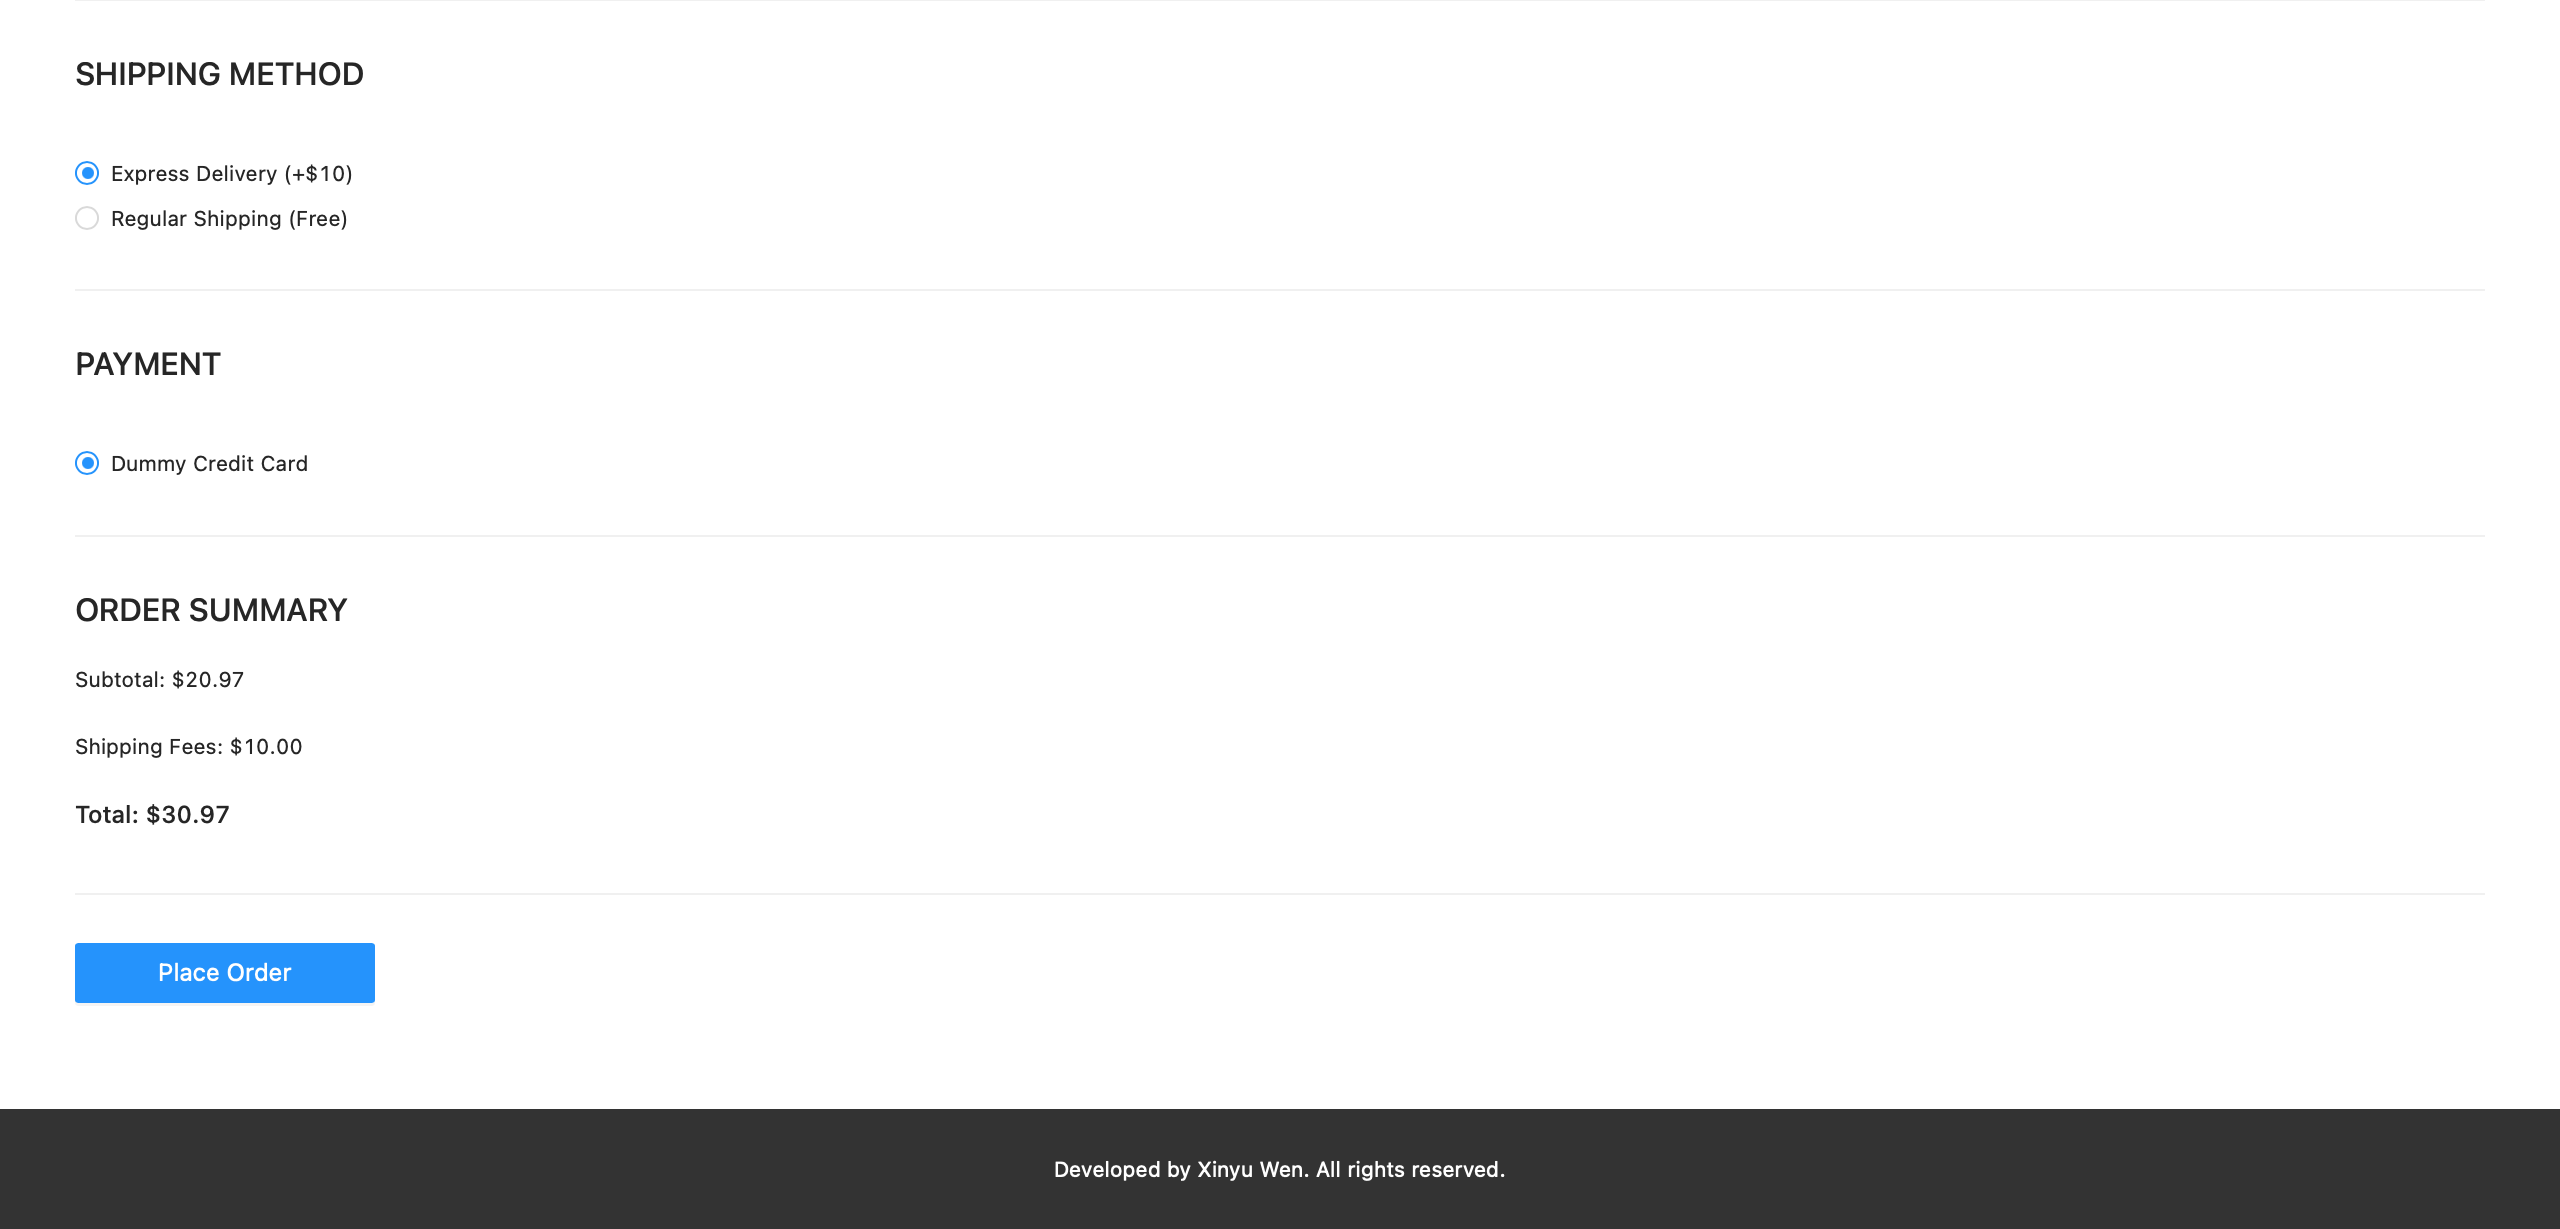 SHIPPING METHOD
Express Delivery (+$10)
Regular Shipping (Free)
PAYMENT
Dummy Credit Card
ORDER SUMMARY
Subtotal: $20.97
Shipping Fees: $10.00
Total: $30.97
Place Order
Developed by Xinyu Wen. All rights reserved.